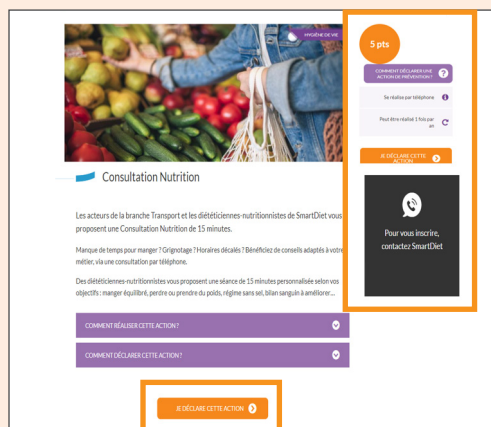 HYGIÈNE DE VIE
5 pts
COMMENT DÉCLARER UNE
ACTION DE PRÉVENTION ?
?
Se réalise par téléphone
Peut être réalisé 1 fois par
an
JE DÉCLARE CETTE
ACTION
Pour vous inscrire,
contactez SmartDiet
Consultation Nutrition
Les acteurs de la branche Transport et les diététiciennes-nutritionnistes de SmartDiet vous
proposent une Consultation Nutrition de 15 minutes.
Manque de temps pour manger ? Grignotage ? Horaires décalés ? Bénéficiez de conseils adaptés à votre
métier, via une consultation par téléphone.
Des diététiciennes-nutritionnistes vous proposent une séance de 15 minutes personnalisée selon vos
objectifs : manger équilibré, perdre ou prendre du poids, régime sans sel, bilan sanguin à améliorer...
COMMENT RÉALISER CETTE ACTION ?
COMMENT DÉCLARER CETTE ACTION ?
JE DÉCLARE CETTE ACTION